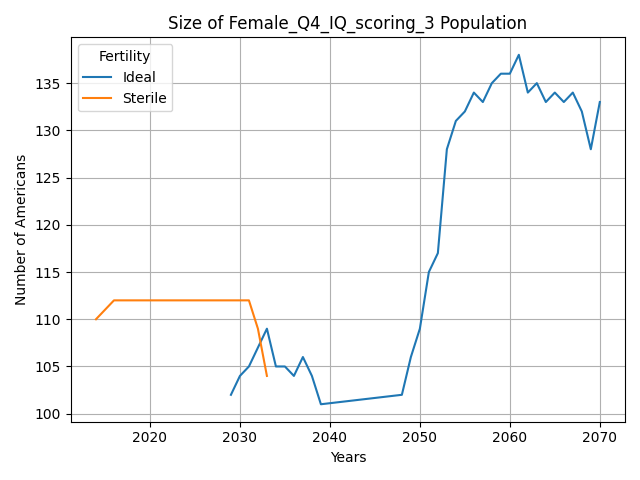 Size of Female_Q4_IQ_scoring_3 Population
Fertility
Ideal
Sterile
Number of Americans
135
130
125
120
115
110
105
100
2020 2030 2040 2050 2060 2070
Years